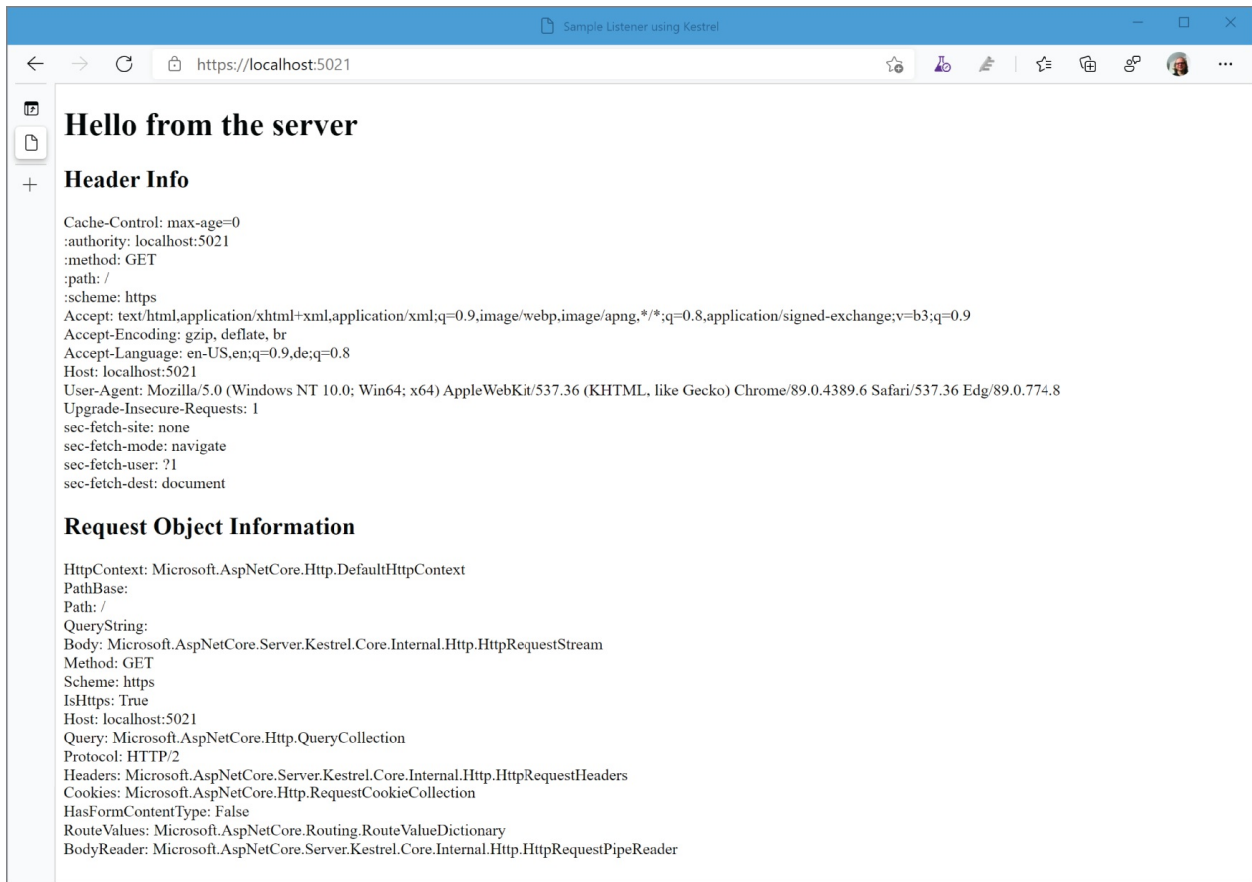 Sample Listener using Kestrel
https://localhost:5021
Hello from the server
Header Info
Cache-Control: max-age=0
:authority: localhost:5021
:method: GET
:path: /
:scheme: https
Accept: text/html,application/xhtml+xml,application/xml;q=0.9,image/webp,image/apng,*/*;q=0.8,application/signed-exchange;v=b3;q=0.9
Accept-Encoding: gzip, deflate, br
Accept-Language: en-US,en;q=0.9,de;q=0.8
Host: localhost:5021
User-Agent: Mozilla/5.0 (Windows NT 10.0; Win64; x64) AppleWebKit/537.36 (KHTML, like Gecko) Chrome/89.0.4389.6 Safari/537.36 Edg/89.0.774.8
Upgrade-Insecure-Requests: 1
sec-fetch-site: none
sec-fetch-mode: navigate
sec-fetch-user: ?1
sec-fetch-dest: document
Request Object Information
HttpContext: Microsoft.AspNetCore.Http.DefaultHttpContext
PathBase:
Path: /
QueryString:
Body: Microsoft.AspNetCore.Server.Kestrel.Core.Internal.Http.HttpRequestStream
Method: GET
Scheme: https
IsHttps: True
Host: localhost:5021
Query: Microsoft.AspNetCore.Http.QueryCollection
Protocol: HTTP/2
Headers: Microsoft.AspNetCore.Server.Kestrel.Core.Internal.Http.HttpRequestHeaders
Cookies: Microsoft.AspNetCore.Http.RequestCookieCollection
HasFormContentType: False
RouteValues: Microsoft.AspNetCore.Routing.RouteValueDictionary
BodyReader: Microsoft.AspNetCore.Server.Kestrel.Core.Internal.Http.HttpRequestPipeReader